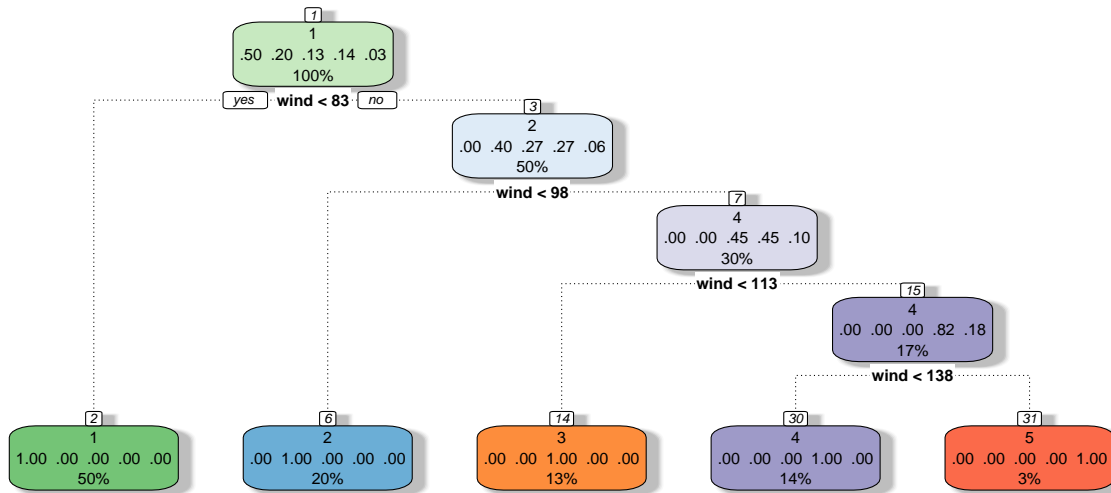 1
1
.50 .20 .13 .14 .03
100%
yes wind < 83 no
3
2
.00 .40 .27 .27 .06
50%
wind < 98
7
4
.00 .00 .45 .45 .10
30%
wind < 113
15
4
.00 .00 .00 .82 .18
17%
wind < 138
2
1
1.00 .00 .00 .00 .00
50%
6
2
.00 1.00 .00 .00 .00
20%
14
3
.00 .00 1.00 .00 .00
13%
30
4
.00 .00 .00 1.00 .00
14%
31
5
.00 .00 .00 .00 1.00
3%